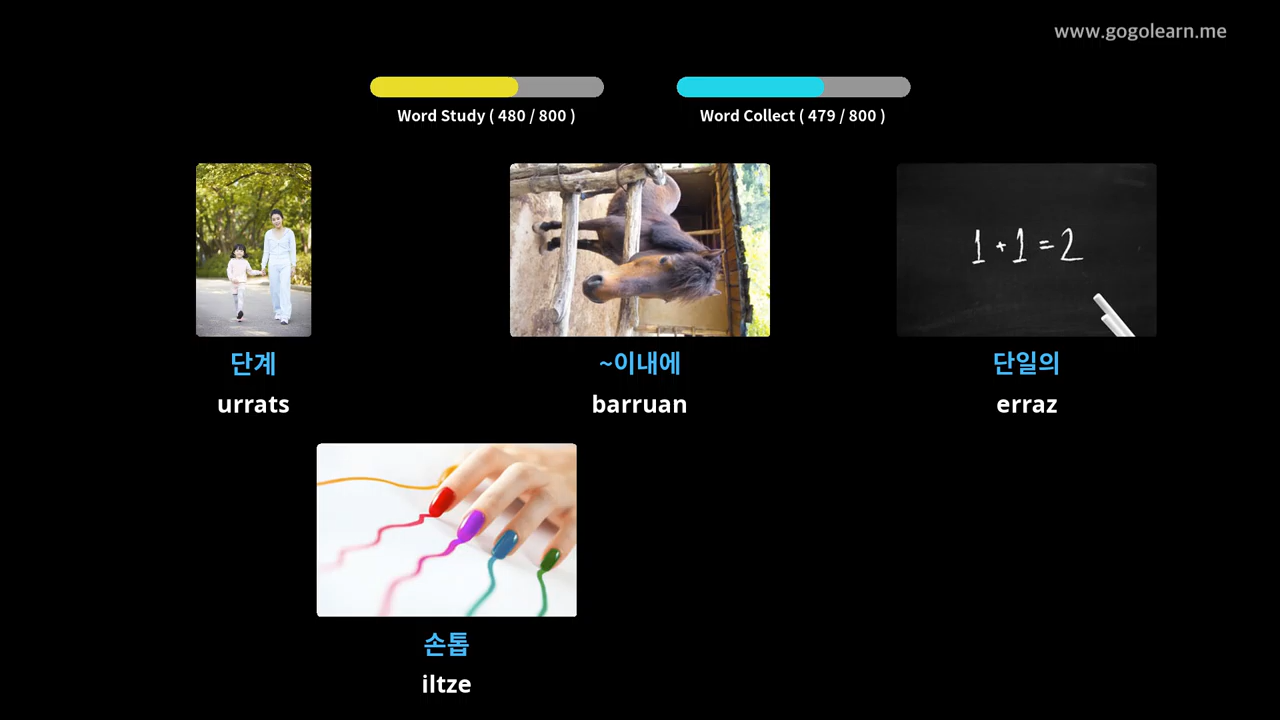 www.gogolearn.me
Word Study ( 480 / 800 )
Word Collect ( 479 / 800 )
1 + 1 = 2
단계
~이내에
단일의
urrats
barruan
erraz
손톱
iltze